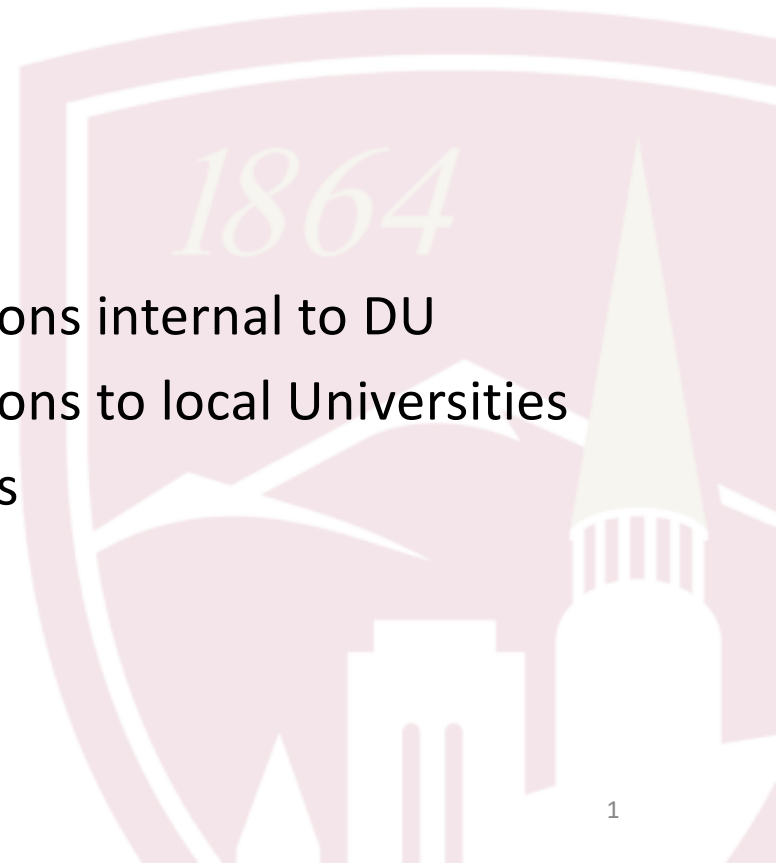 1864
ons internal to DU
ons to local Universities
s
1